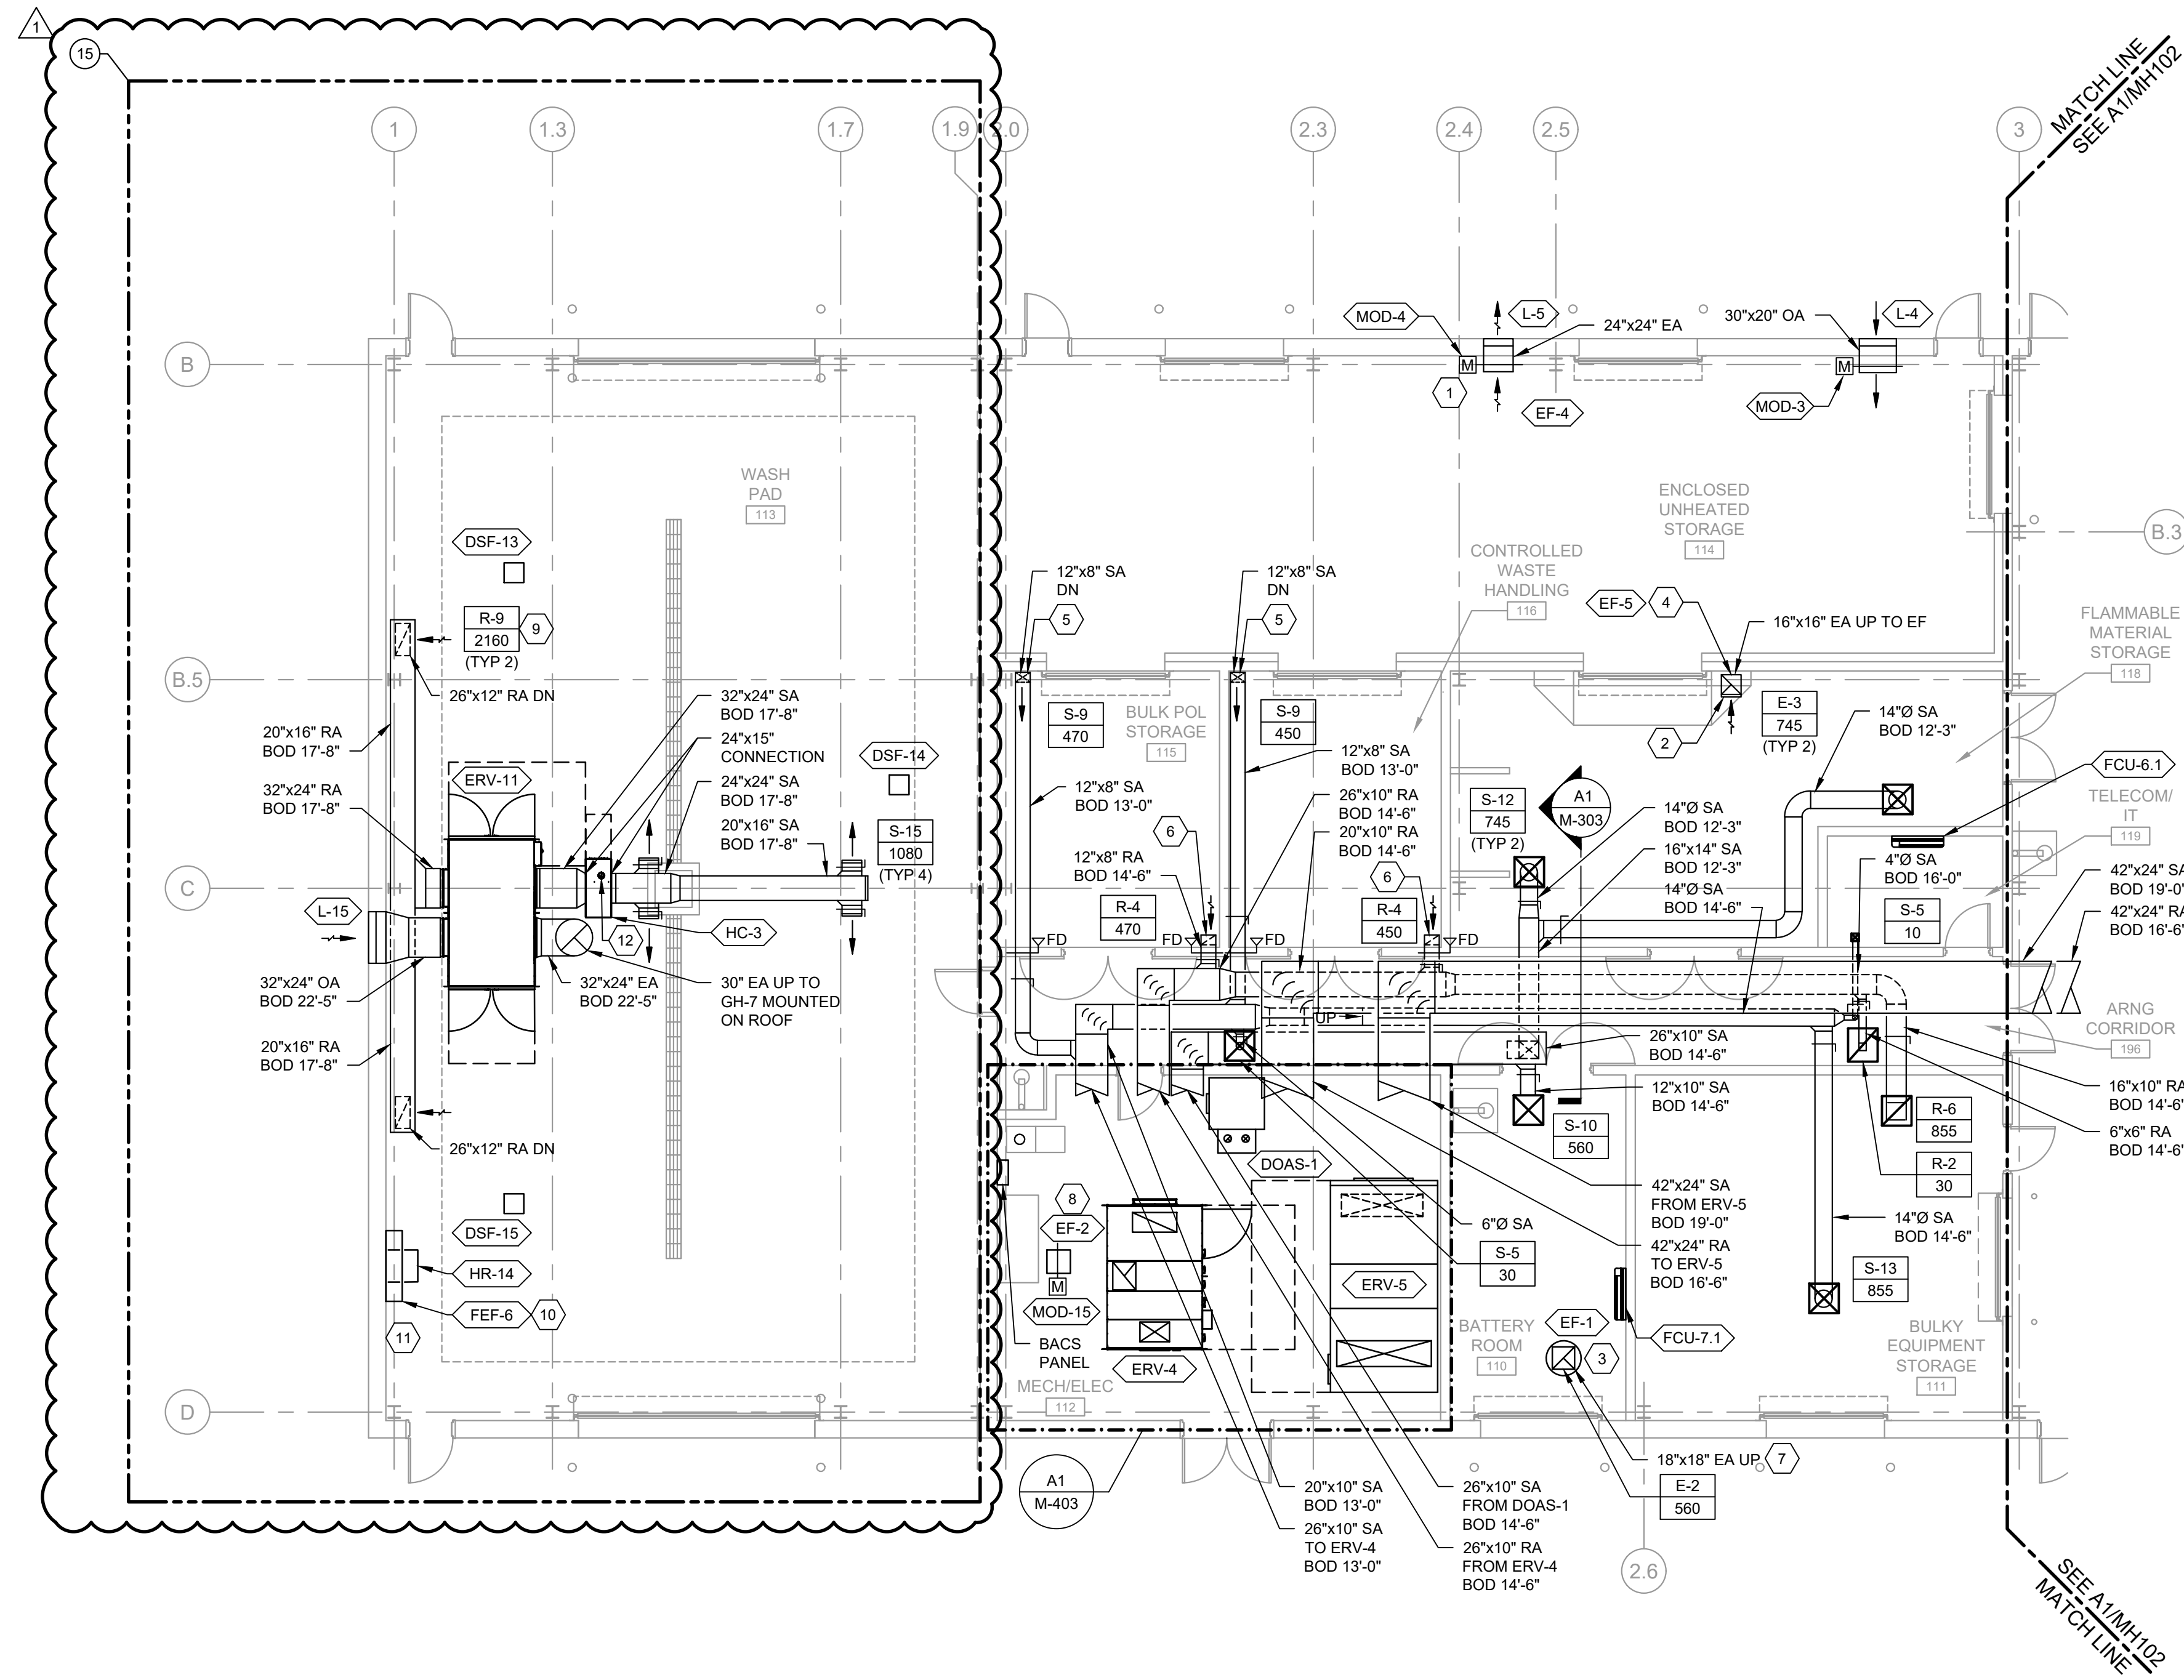 1
15
1
1.3
1.7
1.9
2.0
2.3
2.4
2.5
3
MATCH LINE
SEE A1/MH102
B
B.5
C
D
B.3
2.6
MOD-4
L-5
24"x24" EA
30"x20" OA
L-4
M
1
EF-4
M
MOD-3
WASH
PAD
113
DSF-13
R-9
2160
(TYP 2)
9
26"x12" RA DN
20"x16" RA
BOD 17'-8"
32"x24" RA
BOD 17'-8"
ERV-11
32"x24" SA
BOD 17'-8"
24"x15"
CONNECTION
24"x24" SA
BOD 17'-8"
20"x16" SA
BOD 17'-8"
DSF-14
S-15
1080
(TYP 4)
L-15
12
HC-3
32"x24" OA
BOD 22'-5"
32"x24" EA
BOD 22'-5"
30" EA UP TO
GH-7 MOUNTED
ON ROOF
20"x16" RA
BOD 17'-8"
26"x12" RA DN
DSF-15
HR-14
FEF-6
10
11
ENCLOSED
UNHEATED
STORAGE
114
CONTROLLED
WASTE
HANDLING
116
12"x8" SA
DN
5
12"x8" SA
DN
5
EF-5
4
16"x16" EA UP TO EF
FLAMMABLE
MATERIAL
STORAGE
118
S-9
470
BULK POL
STORAGE
115
S-9
450
E-3
745
(TYP 2)
2
14"Ø SA
BOD 12'-3"
FCU-6.1
TELECOM/
IT
119
12"x8" SA
BOD 13'-0"
12"x8" SA
BOD 13'-0"
26"x10" RA
BOD 14'-6"
20"x10" RA
BOD 14'-6"
S-12
745
(TYP 2)
A1
M-303
14"Ø SA
BOD 12'-3"
16"x14" SA
BOD 12'-3"
14"Ø SA
BOD 14'-6"
6
12"x8" RA
BOD 14'-6"
6
R-4
470
R-4
450
FD
FD
FD
FD
4"Ø SA
BOD 16'-0"
S-5
10
42"x24" SA
BOD 19'-0"
42"x24" RA
BOD 16'-6"
UP
ARNG
CORRIDOR
196
26"x10" SA
BOD 14'-6"
12"x10" SA
BOD 14'-6"
S-10
560
16"x10" RA
BOD 14'-6"
6"x6" RA
BOD 14'-6"
R-6
855
R-2
30
DOAS-1
8
EF-2
M
MOD-15
BACS
PANEL
ERV-4
MECH/ELEC
112
ERV-5
6"Ø SA
S-5
30
42"x24" SA
FROM ERV-5
BOD 19'-0"
42"x24" RA
TO ERV-5
BOD 16'-6"
14"Ø SA
BOD 14'-6"
S-13
855
BATTERY
ROOM
110
EF-1
3
FCU-7.1
BULKY
EQUIPMENT
STORAGE
111
18"x18" EA UP
7
E-2
560
A1
M-403
20"x10" SA
BOD 13'-0"
26"x10" SA
TO ERV-4
BOD 13'-0"
26"x10" SA
FROM DOAS-1
BOD 14'-6"
26"x10" RA
FROM ERV-4
BOD 14'-6"
SEE A1/MH102
MATCH LINE